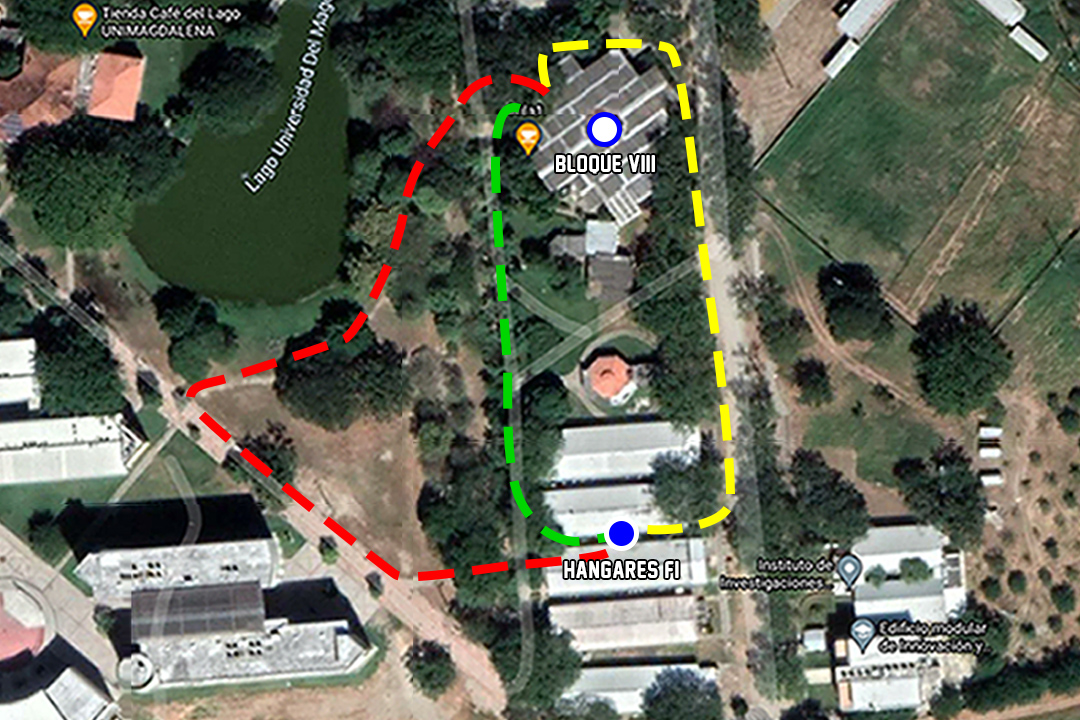 Tienda Café del Lago
UNIMAGDALENA
Lago Universidad Del Mag
BLOQUE VIII
HANGARES FI
Instituto de
Investigaciones...
Edificio modular
de innovación y...